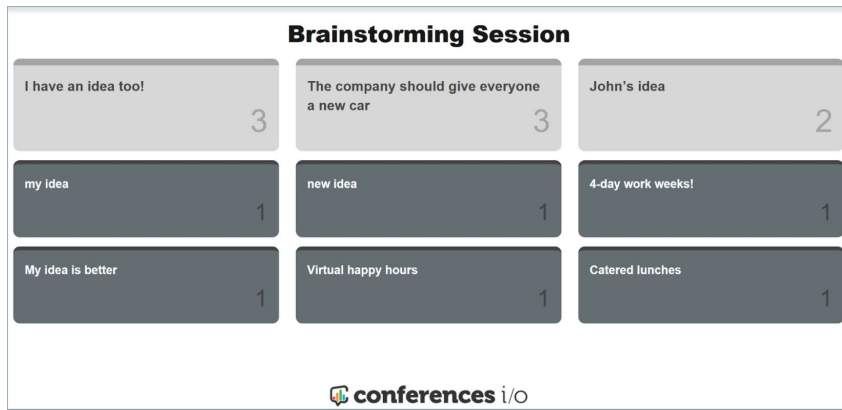 Brainstorming Session
I have an idea too!
3
The company should give everyone
a new car
3
John's idea
2
my idea
1
new idea
1
4-day work weeks!
1
My idea is better
1
Virtual happy hours
1
Catered lunches
1
conferences i/o